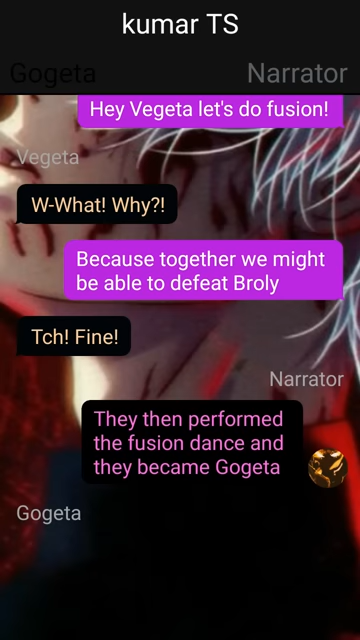 kumar TS
Gogeta
Narrator
Hey Vegeta let's do fusion!
Vegeta
W-What! Why?!
Because together we might
be able to defeat Broly
Tch! Fine!
Narrator
They then performed
the fusion dance and
they became Gogeta
Gogeta